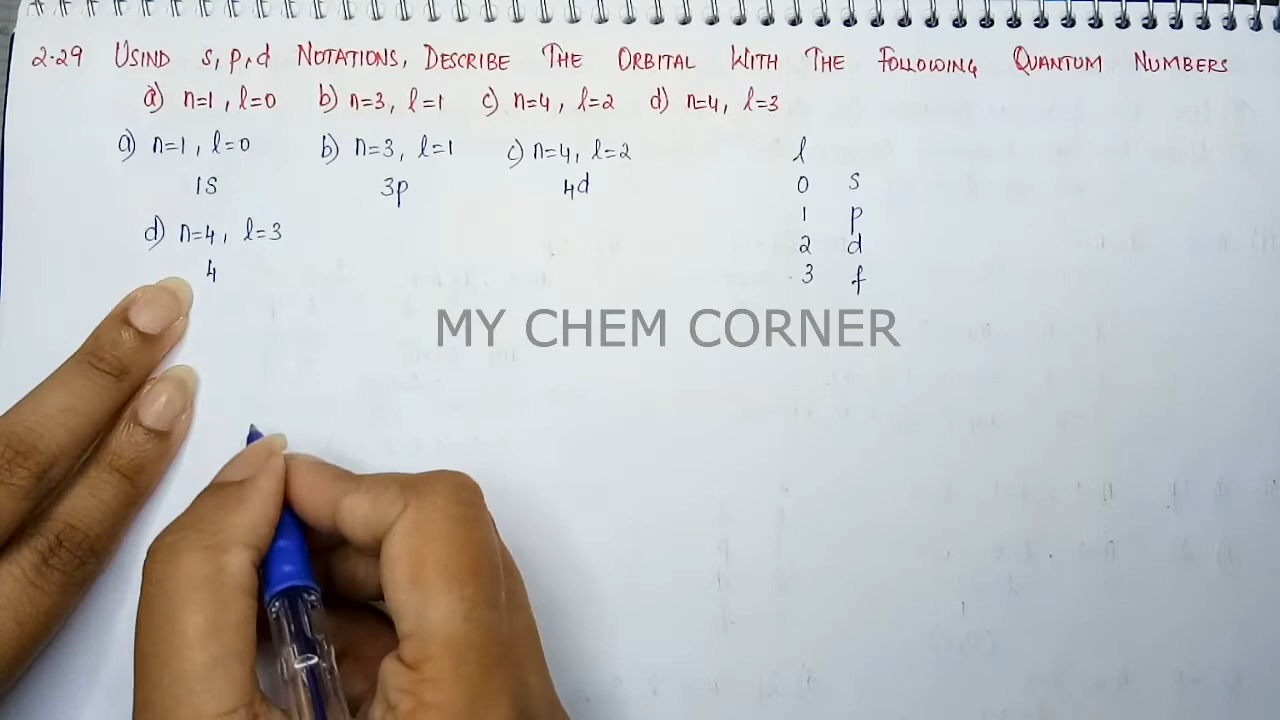 2.29 USIND s, p, d NOTATIONS, DESCRIBE THE ORBITAL WITH THE FOLLOWING QUANTUM NUMBERS
a) n=1, l=0 b) n=3, l=1 c) n=4, l=2 d) n=4, l=3
a) n=1, l=0 b) n=3, l=1 c) n=4, l=2
1S 3p 4d
d) n=4, l=3
4
l
0 s
1 p
2 d
3 f
MY CHEM CORNER